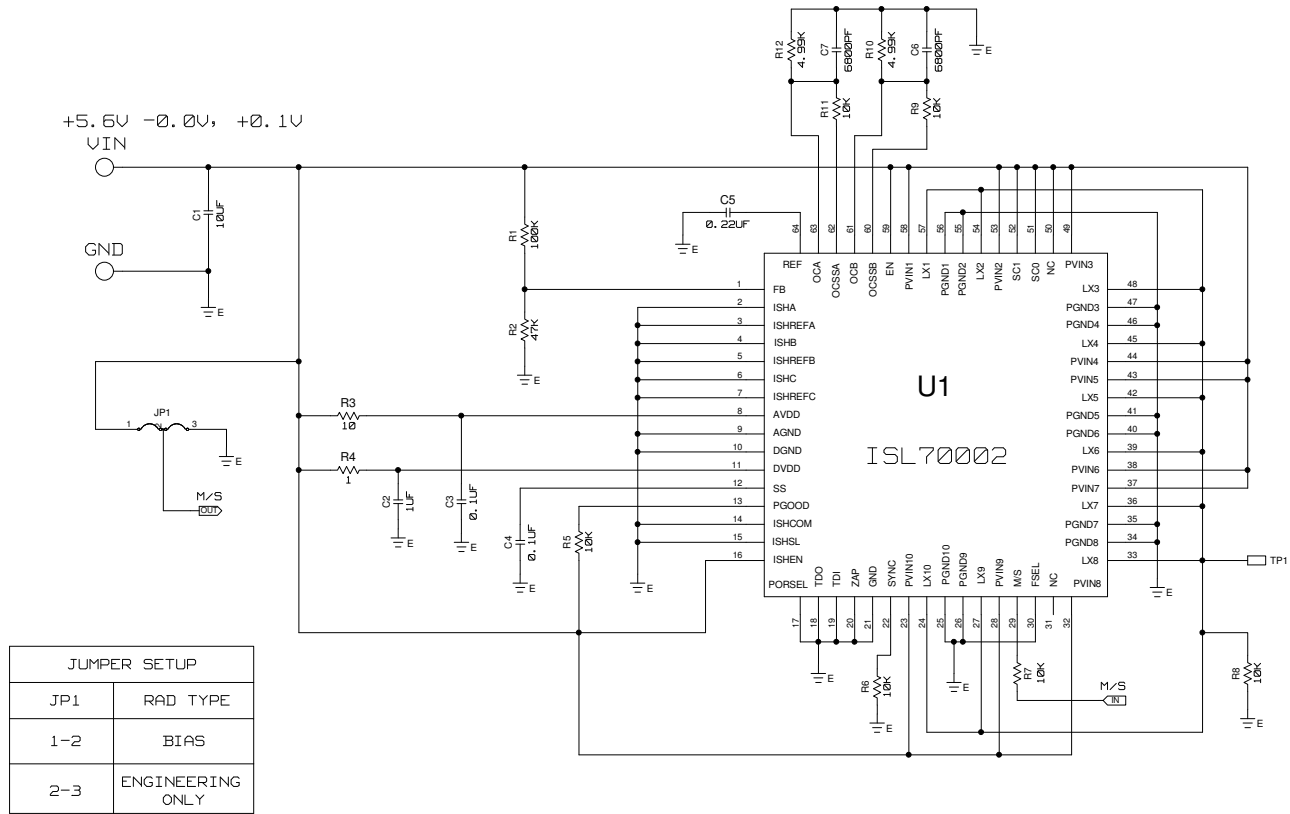 R12
4.99K
C7
6800PF
R10
4.99K
C6
6800PF
E
R11
10K
R9
10K
+5.6V -0.0V, +0.1V
VIN
C1
10UF
GND
E
C5
0.22UF
E
R1
100K
R2
47K
E
64
63
62
61
60
59
58
57
56
55
54
53
52
51
50
49
REF
OCA
OCSSA
OCB
OCSSB
EN
PVIN1
LX1
PGND1
PGND2
LX2
PVIN2
SC1
SC0
NC
PVIN3
1 FB
2 ISHA
3 ISHREFA
4 ISHB
5 ISHREFB
6 ISHC
7 ISHREFC
8 AVDD
9 AGND
10 DGND
11 DVDD
12 SS
13 PGOOD
14 ISHCOM
15 ISHSL
16 ISHEN
U1
ISL70002
LX3 48
PGND3 47
PGND4 46
LX4 45
PVIN4 44
PVIN5 43
LX5 42
PGND5 41
PGND6 40
LX6 39
PVIN6 38
PVIN7 37
LX7 36
PGND7 35
PGND8 34
LX8 33
PORSEL
TDO
TDI
ZAP
GND
SYNC
PVIN10
LX10
PGND10
PGND9
LX9
PVIN9
M/S
FSEL
NC
PVIN8
17
18
19
20
21
22
23
24
25
26
27
28
29
30
31
32
JP1
1
2
3
E
M/S
OUT
R3
10
R4
1
C2
1UF
E
C3
0.1UF
E
C4
0.1UF
E
R5
10K
E
E
TP1
E
R6
10K
E
E
R7
10K
M/S
IN
R8
10K
E
JUMPER SETUP
JP1 RAD TYPE
1-2 BIAS
2-3 ENGINEERING
ONLY